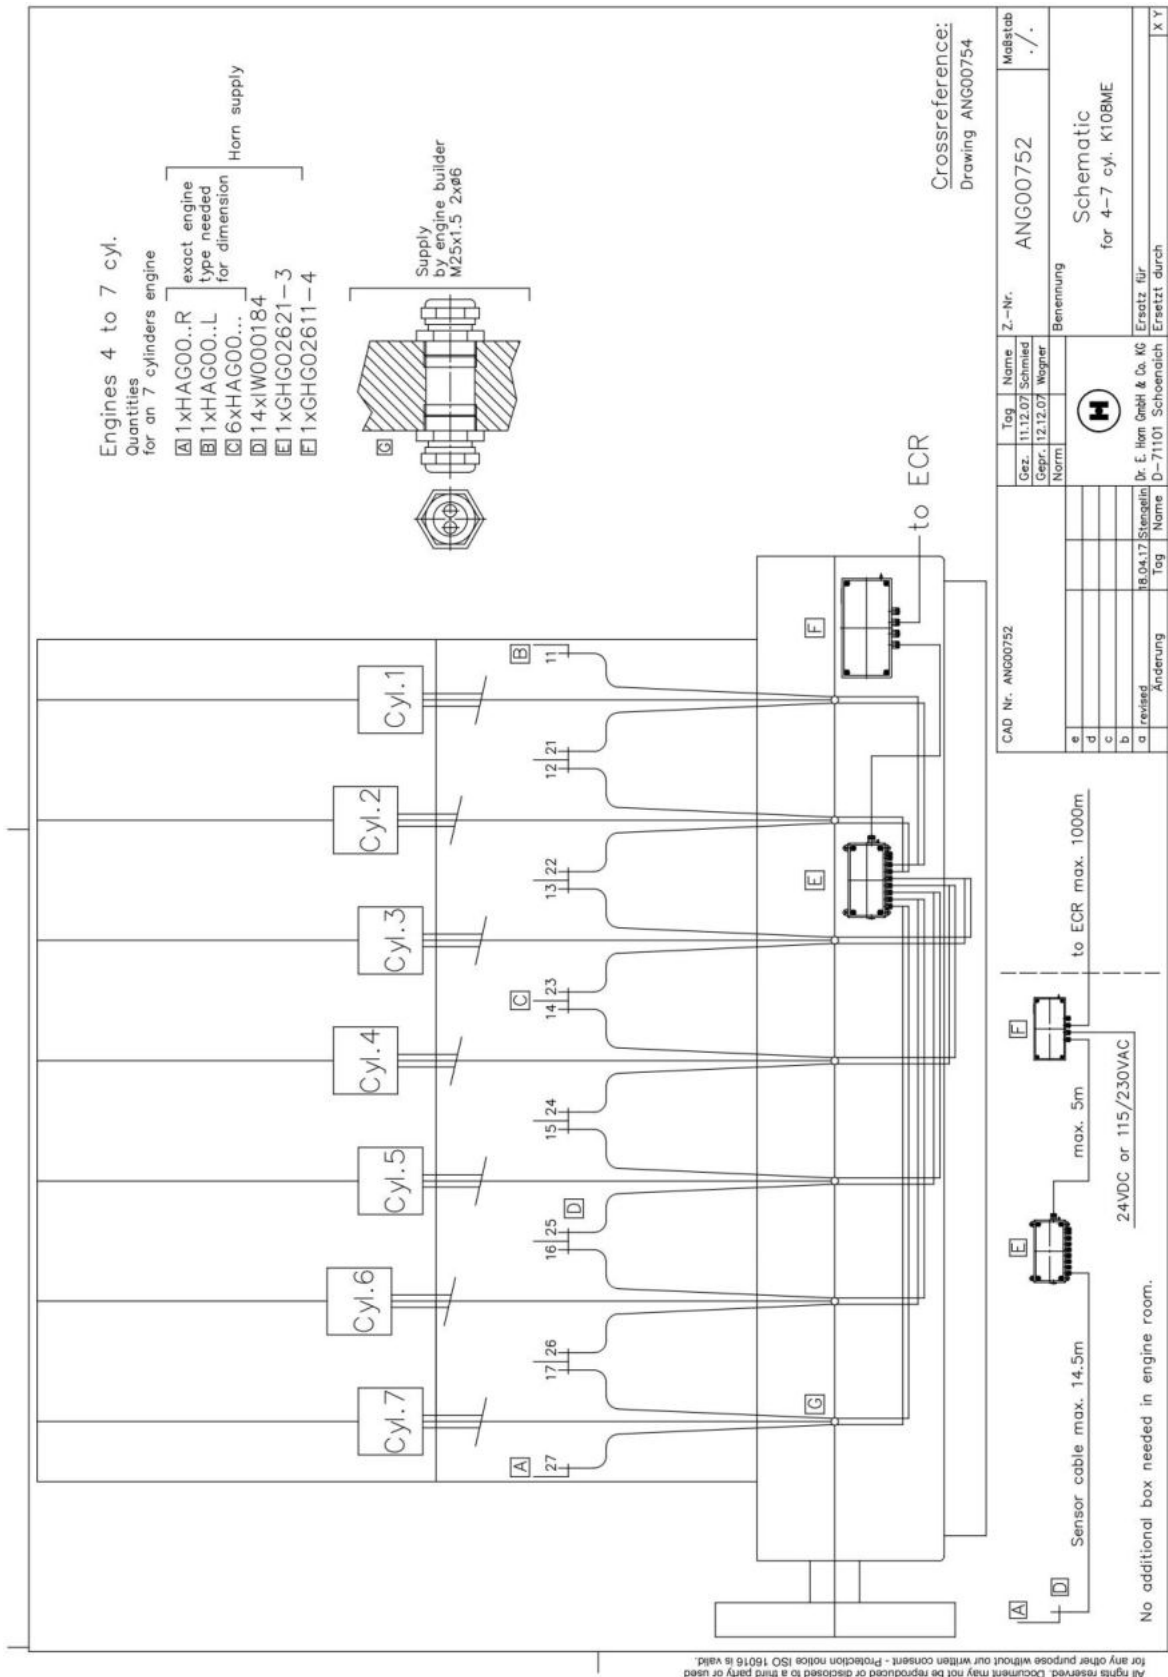 Engines 4 to 7 cyl.
Quantities
for an 7 cylinders engine
A 1xHAG00..R
B 1xHAG00..L
C 6xHAG00...
D 14xIW000184
E 1xGHG02621-3
F 1xGHG02611-4
exact engine
type needed
for dimension
Horn supply
G
Supply
by engine builder
M25x1.5 2xø6
Cyl.7
Cyl.6
Cyl.5
Cyl.4
Cyl.3
Cyl.2
Cyl.1
A
27
17 26
16 25
D
15 24
14 23
C
13 22
12 21
11
B
G
E
F
to ECR
Crossreference:
Drawing ANG00754
A
D
Sensor cable max. 14.5m
E
max. 5m
F
24VDC or 115/230VAC
to ECR max. 1000m
No additional box needed in engine room.
CAD Nr. ANG00752
e
d
c
b
a revised 18.04.17 Stengelin
Änderung Tag Name
Tag Name
Gez. 11.12.07 Schmied
Gepr. 12.12.07 Wagner
Norm
H
Dr. E. Horn GmbH & Co. KG
D-71101 Schoenaich
Z.-Nr.
ANG00752
Maßstab
./.
Benennung
Schematic
for 4-7 cyl. K108ME
Ersatz für
Ersetzt durch
X Y
All rights reserved. Document may not be reproduced or disclosed to a third party or used
for any other purpose without our written consent - Protection notice ISO 16016 is valid.